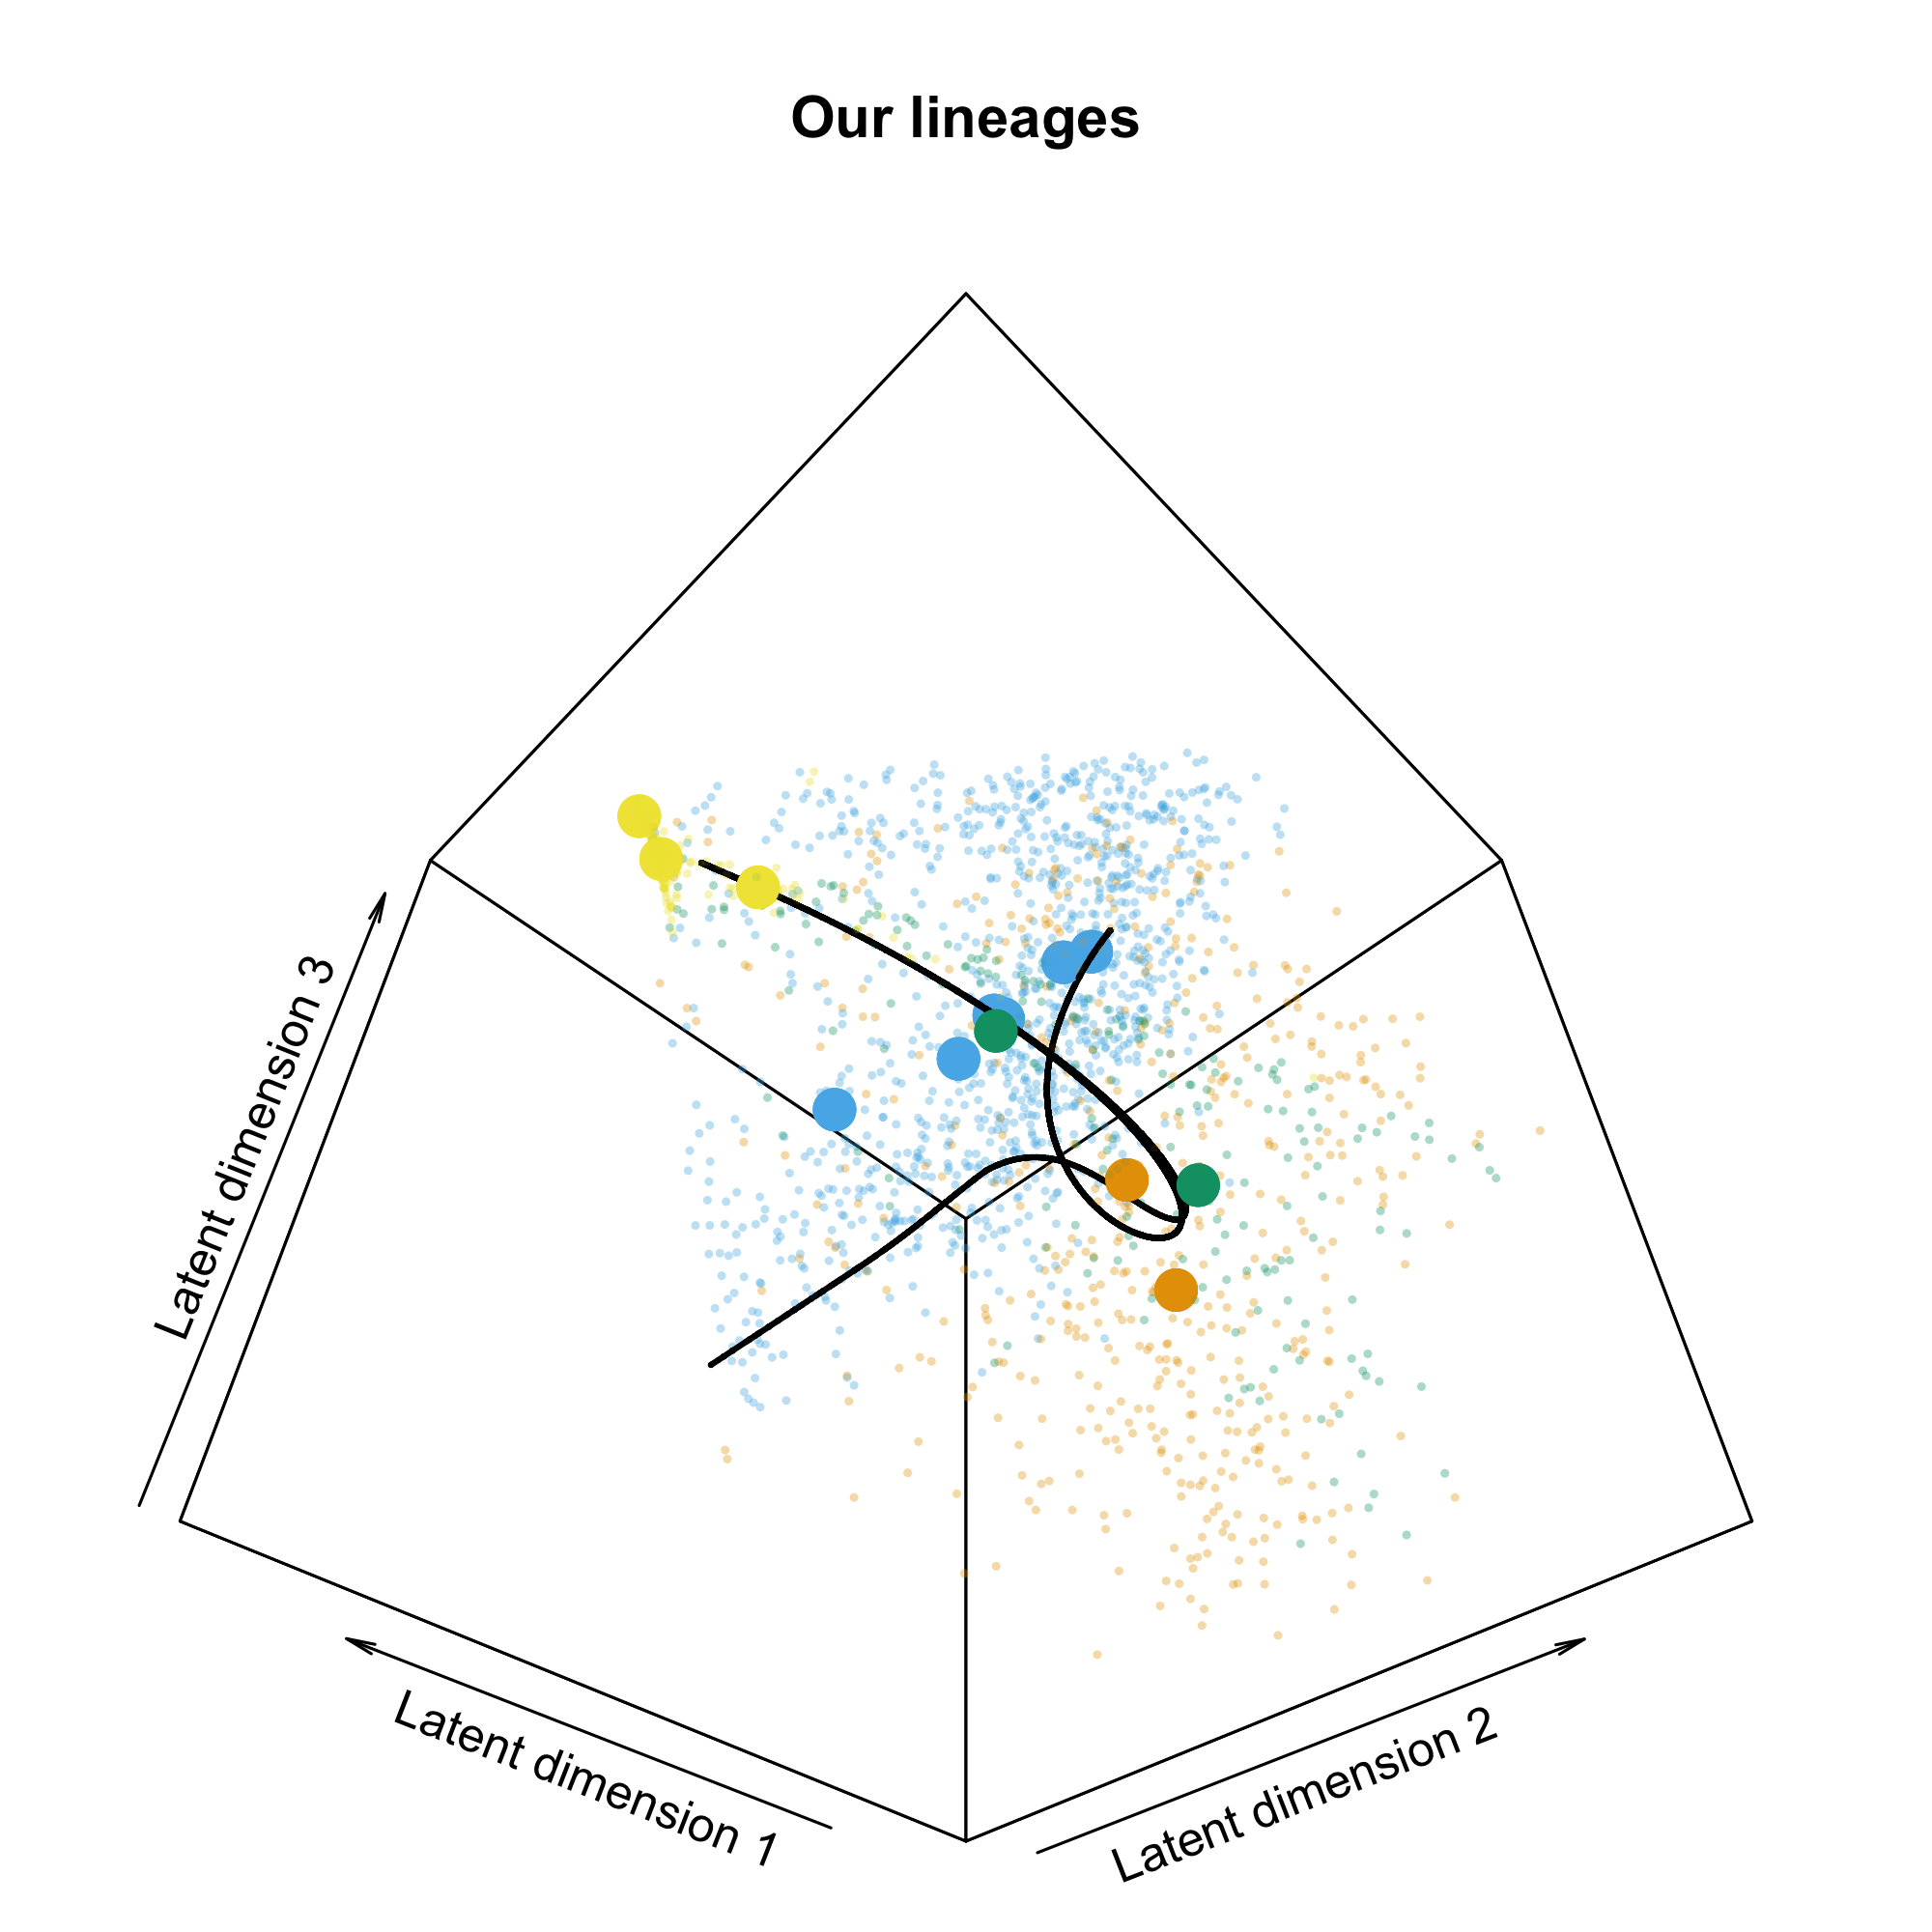 Our lineages
Latent dimension 3
Latent dimension 1
Latent dimension 2